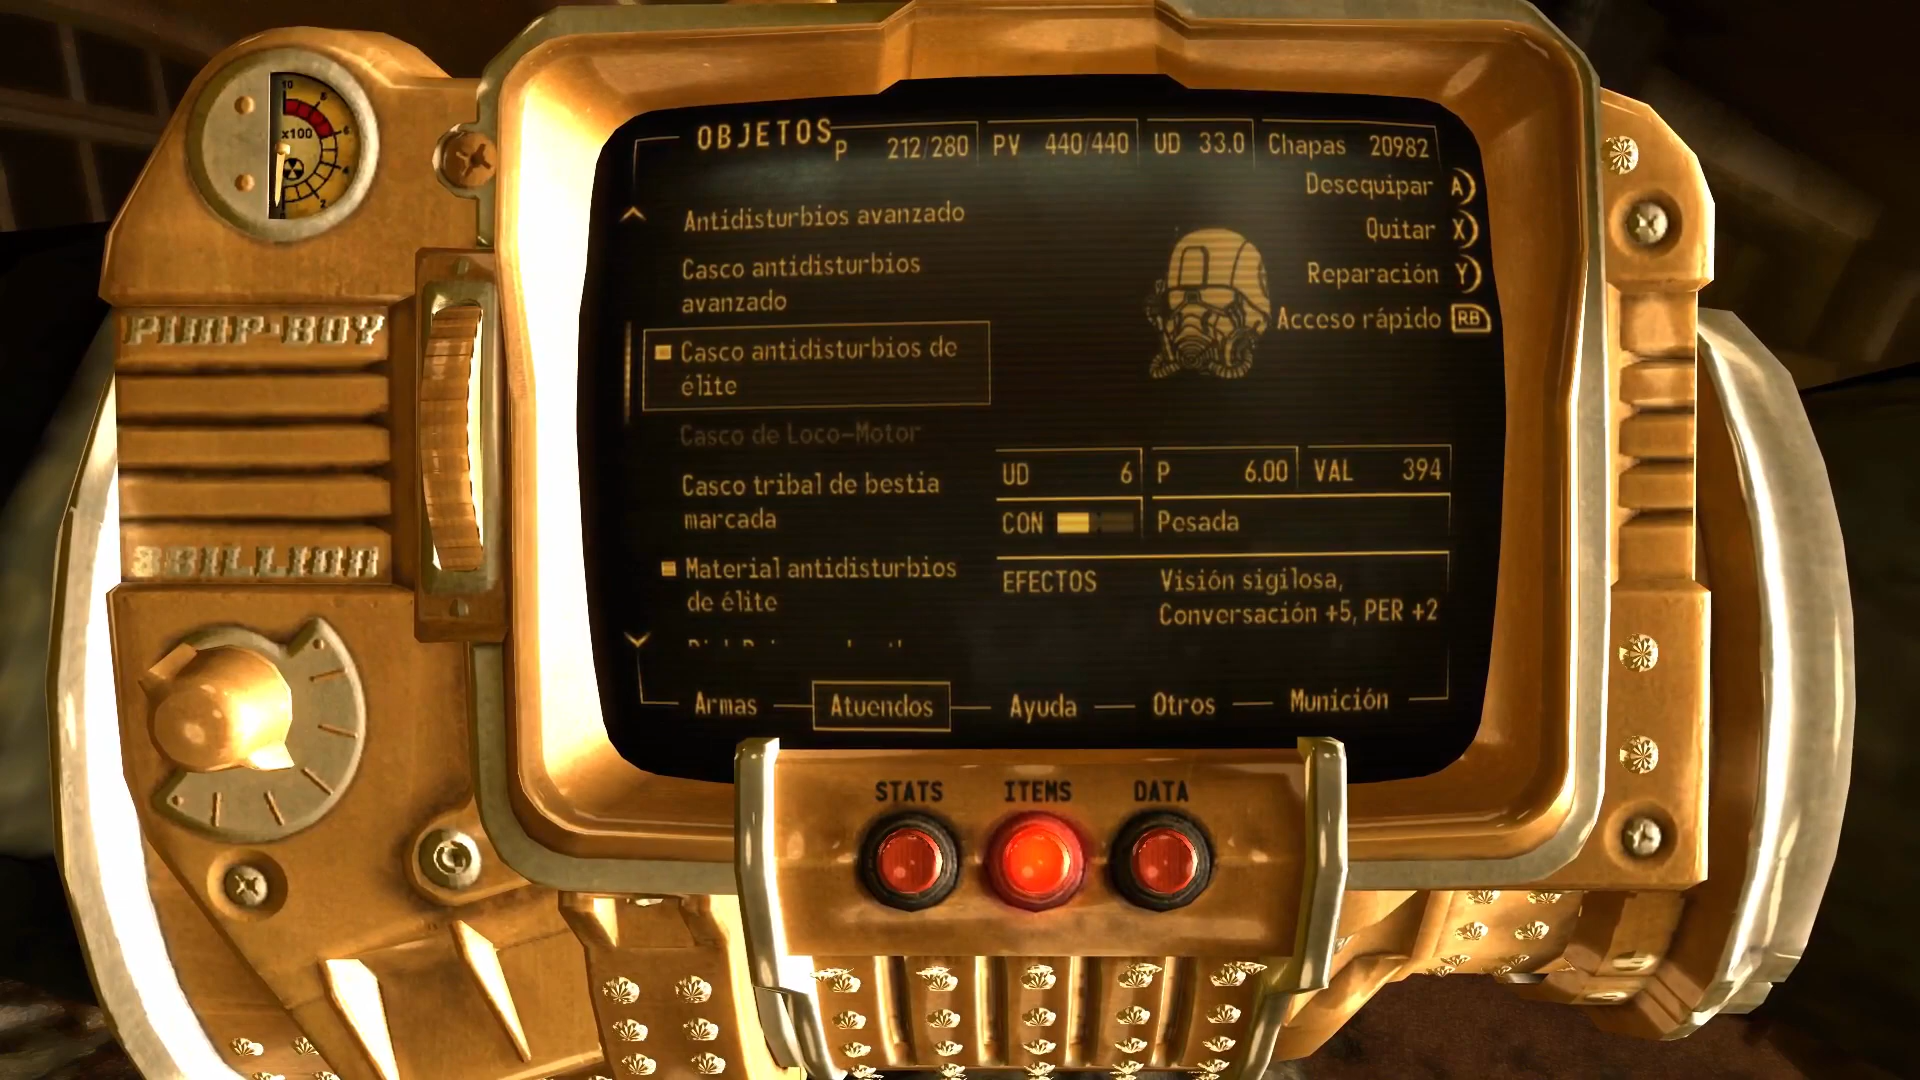 OBJETOS
P 212/280 PV 440/440 UD 33.0 Chapas 20982
Desequipar A)
Quitar X)
Reparación Y)
Acceso rápido RB
Antidisturbios avanzado
Casco antidisturbios
avanzado
Casco antidisturbios de
élite
Casco de Loco-Motor
Casco tribal de bestia
marcada
Material antidisturbios
de élite
UD 6 P 6.00 VAL 394
CON Pesada
EFECTOS Visión sigilosa,
Conversación +5, PER +2
Armas Atuendos Ayuda Otros Munición
STATS ITEMS DATA
PIMP-BOY
3BILLION
x100